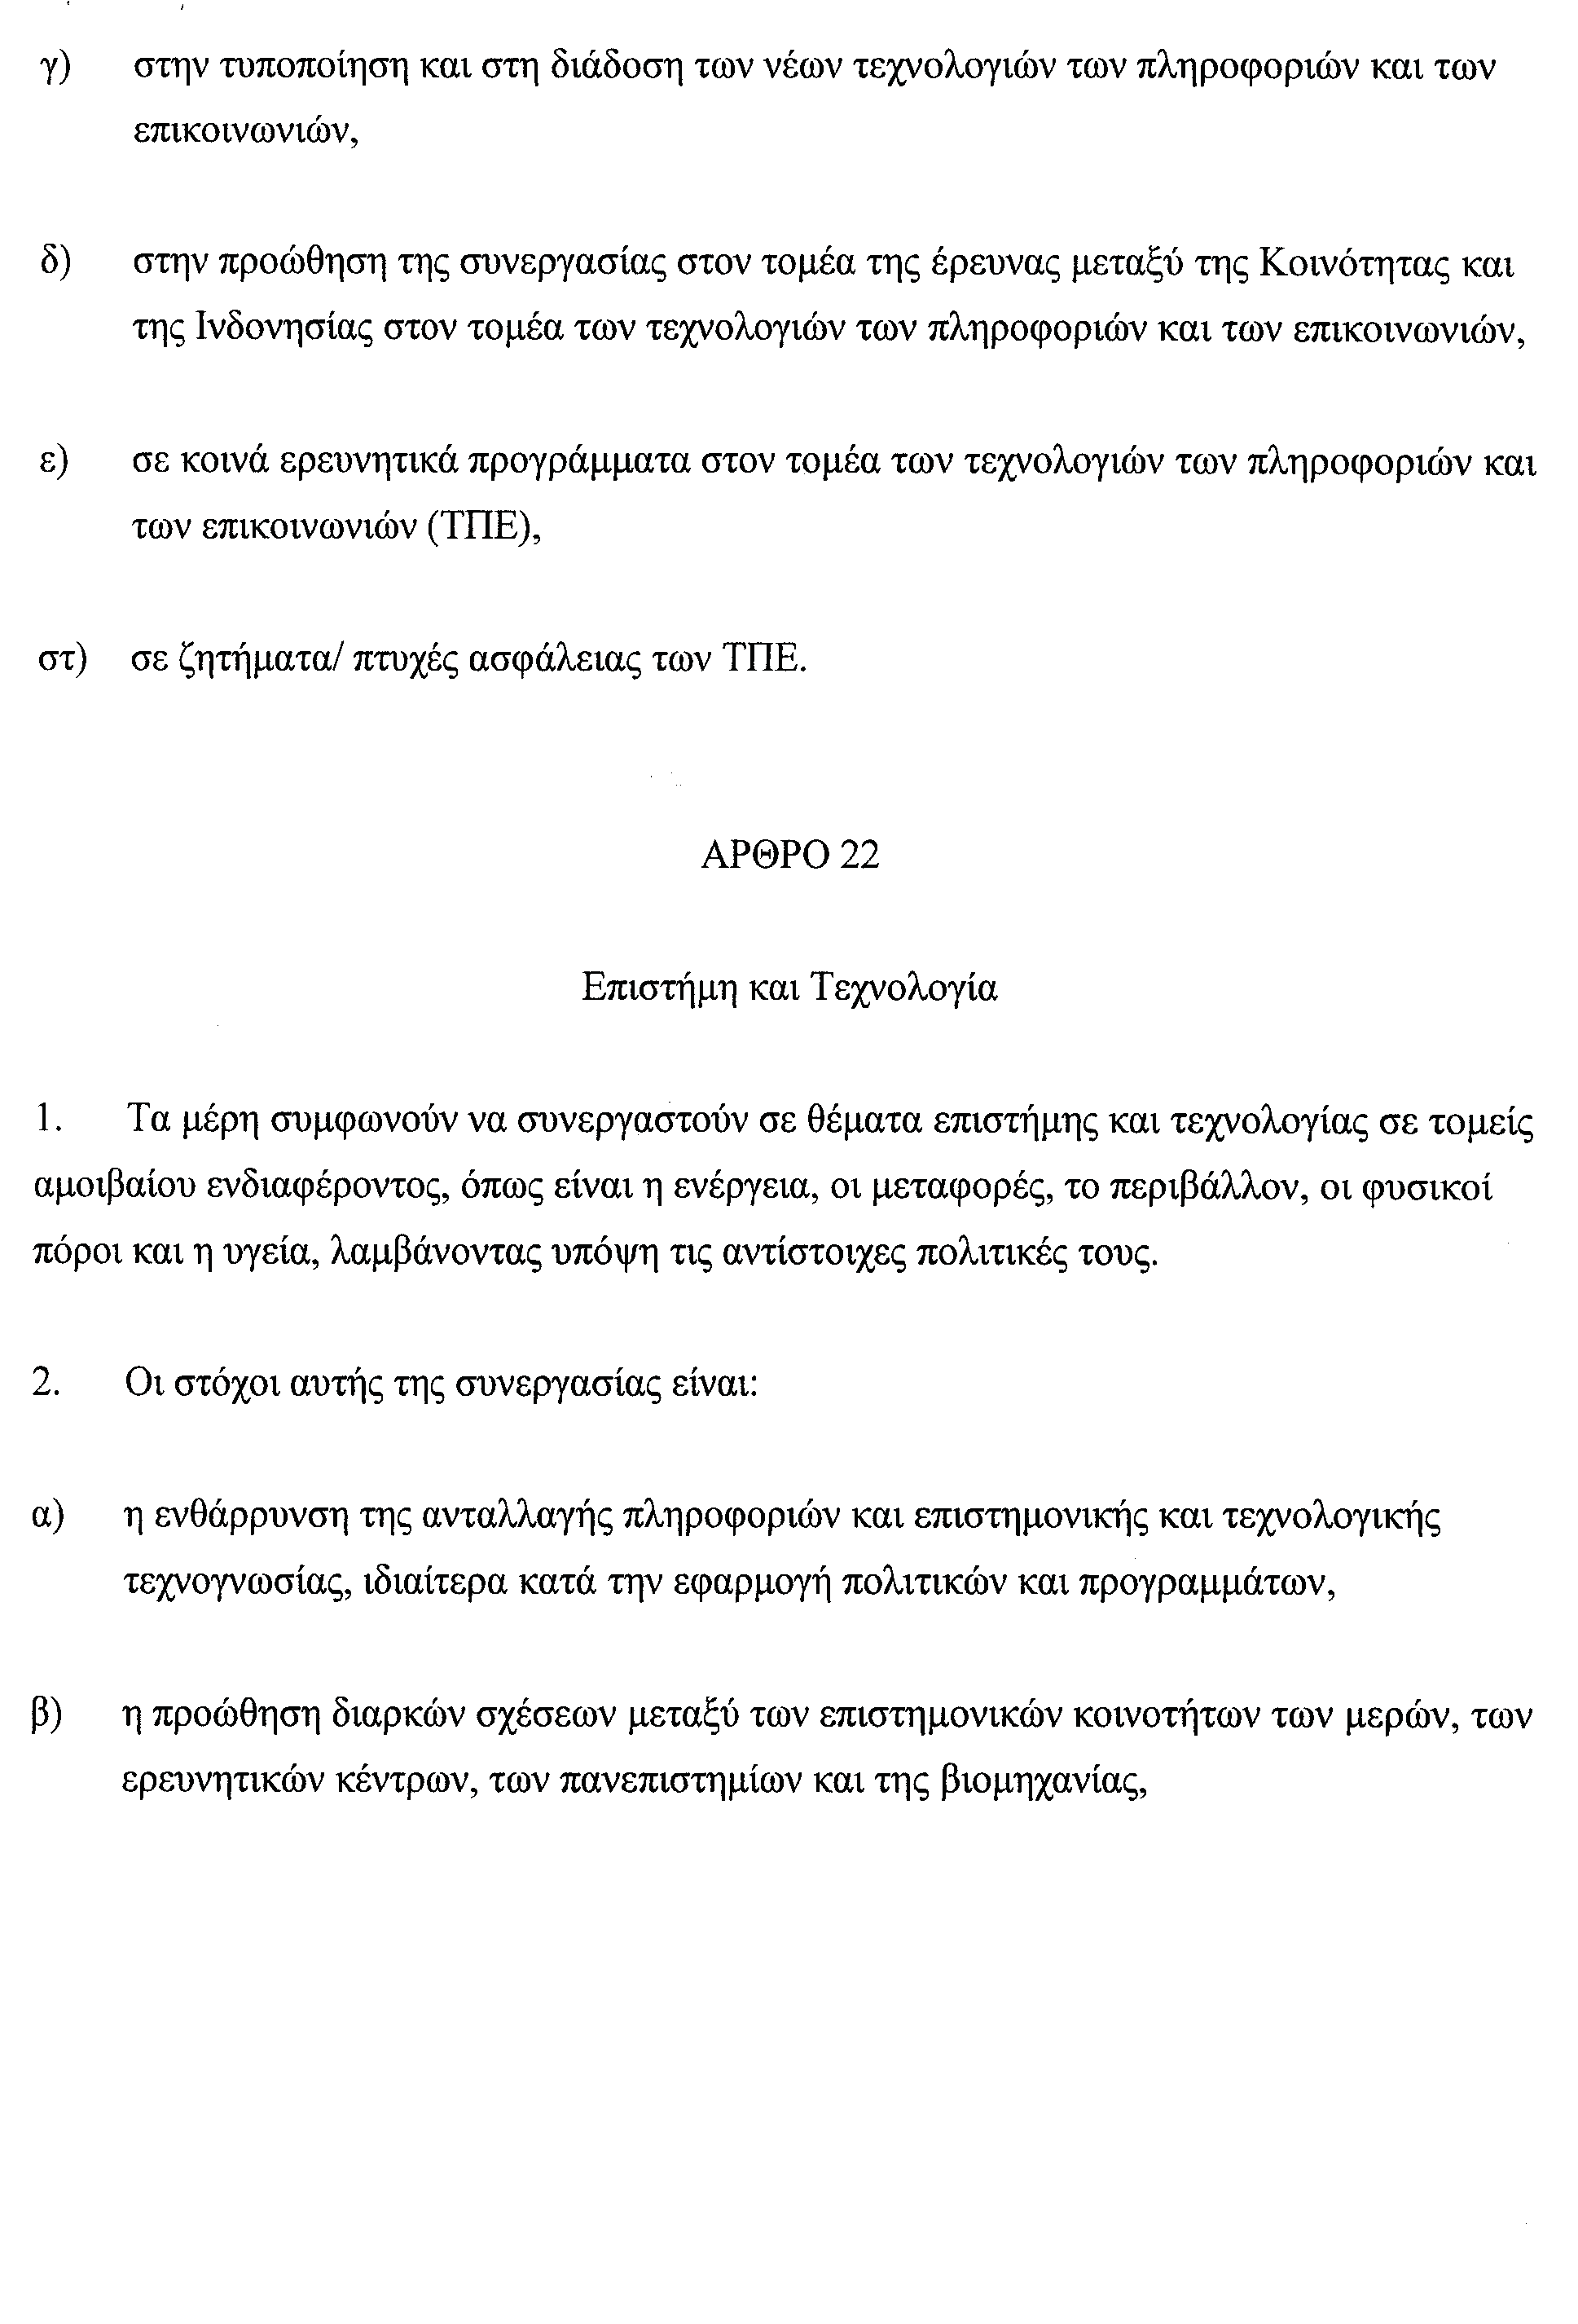 γ) στην τυποποίηση και στη διάδοση των νέων τεχνολογιών των πληροφοριών και των
επικοινωνιών,
δ) στην προώθηση της συνεργασίας στον τομέα της έρευνας μεταξύ της Κοινότητας και
της Ινδονησίας στον τομέα των τεχνολογιών των πληροφοριών και των επικοινωνιών,
ε) σε κοινά ερευνητικά προγράμματα στον τομέα των τεχνολογιών των πληροφοριών και
των επικοινωνιών (ΤΠΕ),
στ) σε ζητήματα/ πτυχές ασφάλειας των ΤΠΕ.
ΑΡΘΡΟ 22
Επιστήμη και Τεχνολογία
1. Τα μέρη συμφωνούν να συνεργαστούν σε θέματα επιστήμης και τεχνολογίας σε τομείς
αμοιβαίου ενδιαφέροντος, όπως είναι η ενέργεια, οι μεταφορές, το περιβάλλον, οι φυσικοί
πόροι και η υγεία, λαμβάνοντας υπόψη τις αντίστοιχες πολιτικές τους.
2. Οι στόχοι αυτής της συνεργασίας είναι:
α) η ενθάρρυνση της ανταλλαγής πληροφοριών και επιστημονικής και τεχνολογικής
τεχνογνωσίας, ιδιαίτερα κατά την εφαρμογή πολιτικών και προγραμμάτων,
β) η προώθηση διαρκών σχέσεων μεταξύ των επιστημονικών κοινοτήτων των μερών, των
ερευνητικών κέντρων, των πανεπιστημίων και της βιομηχανίας,